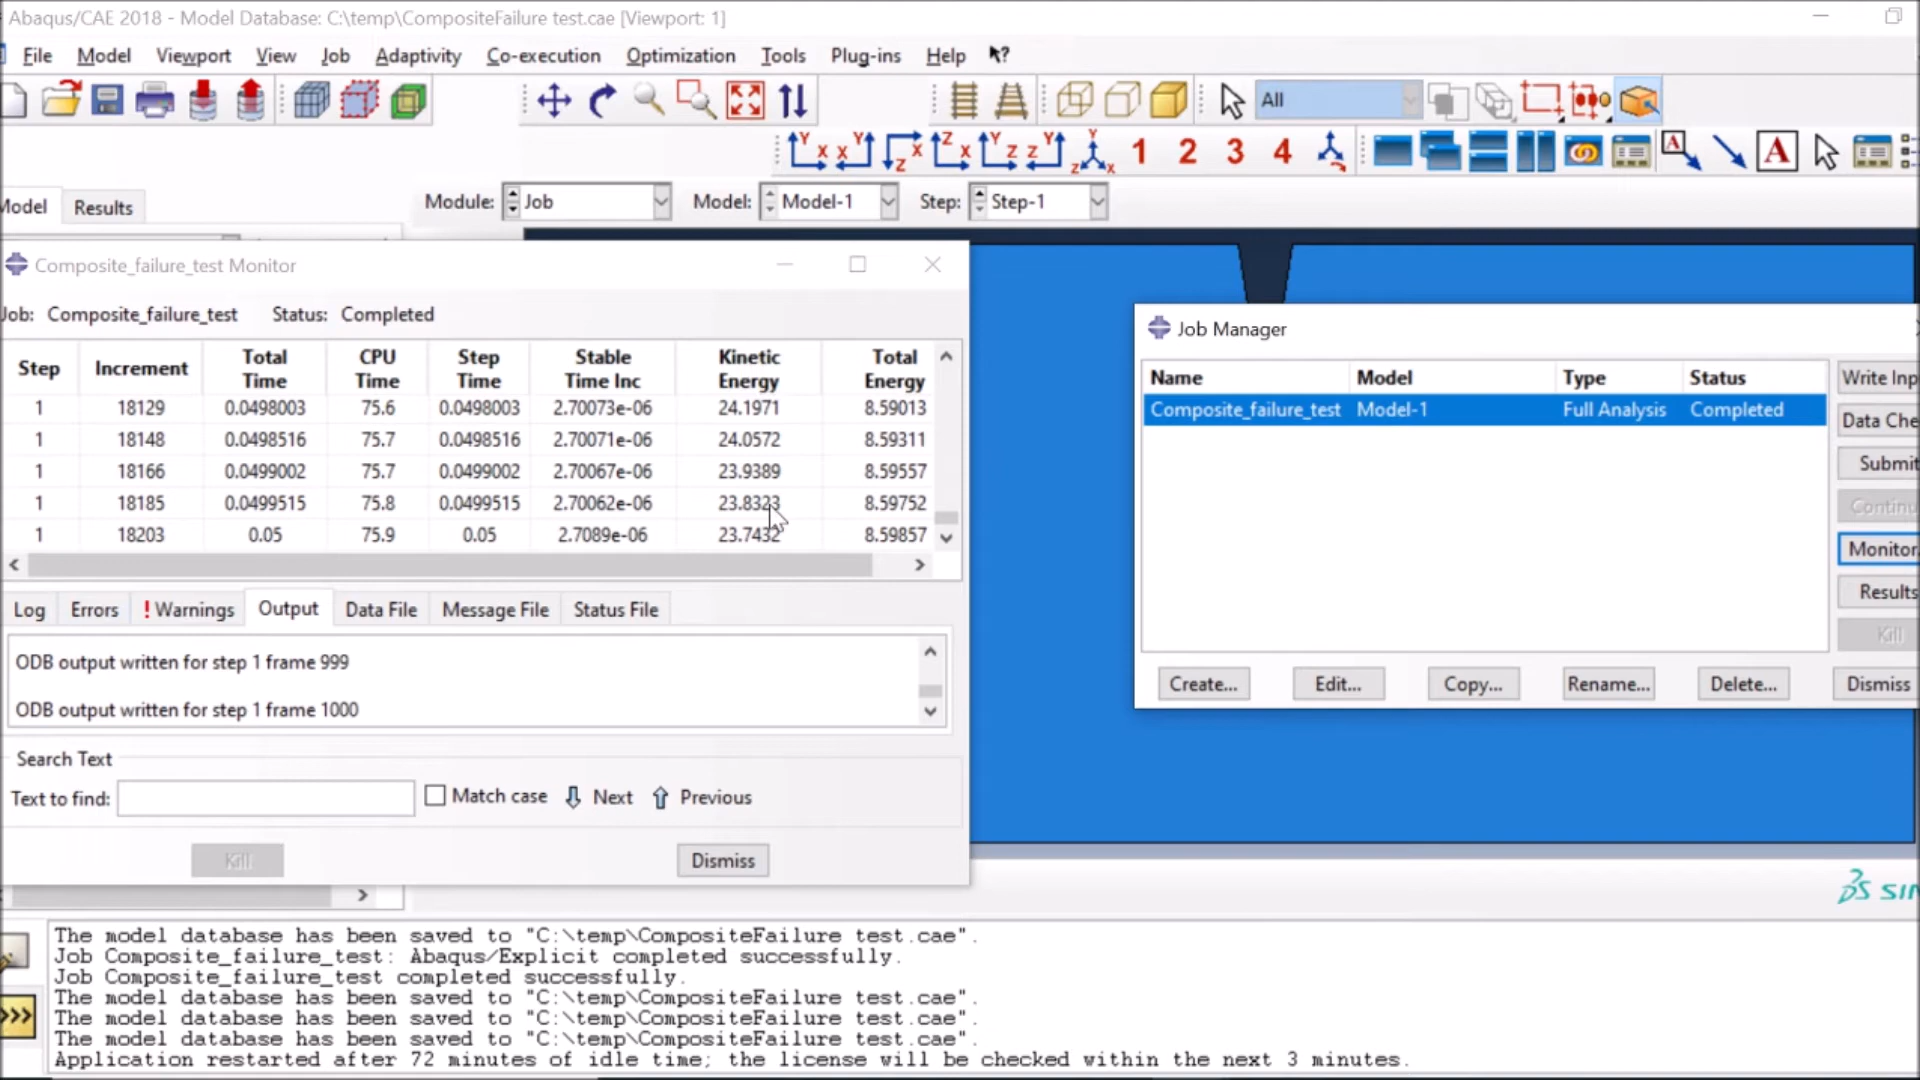 Abaqus/CAE 2018 - Model Database: C:\temp\CompositeFailure test.cae [Viewport: 1]
File Model Viewport View Job Adaptivity Co-execution Optimization Tools Plug-ins Help
All
1 2 3 4 A
Model Results Module: Job Model: Model-1 Step: Step-1
Composite_failure_test Monitor
Job: Composite_failure_test Status: Completed
Step Increment Total Time CPU Time Step Time Stable Time Inc Kinetic Energy Total Energy
1 18129 0.0498003 75.6 0.0498003 2.70073e-06 24.1971 8.59013
1 18148 0.0498516 75.7 0.0498516 2.70071e-06 24.0572 8.59311
1 18166 0.0499002 75.7 0.0499002 2.70067e-06 23.9389 8.59557
1 18185 0.0499515 75.8 0.0499515 2.70062e-06 23.8323 8.59752
1 18203 0.05 75.9 0.05 2.7089e-06 23.7432 8.59857
Log Errors !Warnings Output Data File Message File Status File
ODB output written for step 1 frame 999
ODB output written for step 1 frame 1000
Search Text
Text to find: Match case Next Previous
Kill Dismiss
Job Manager
Name Model Type Status
Composite_failure_test Model-1 Full Analysis Completed
Write Inp
Data Che
Submit
Continu
Monitor.
Results
Kill
Create... Edit... Copy... Rename... Delete... Dismiss
The model database has been saved to "C:\temp\CompositeFailure test.cae".
Job Composite_failure_test: Abaqus/Explicit completed successfully.
Job Composite_failure_test completed successfully.
The model database has been saved to "C:\temp\CompositeFailure test.cae".
The model database has been saved to "C:\temp\CompositeFailure test.cae".
The model database has been saved to "C:\temp\CompositeFailure test.cae".
Application restarted after 72 minutes of idle time; the license will be checked within the next 3 minutes.